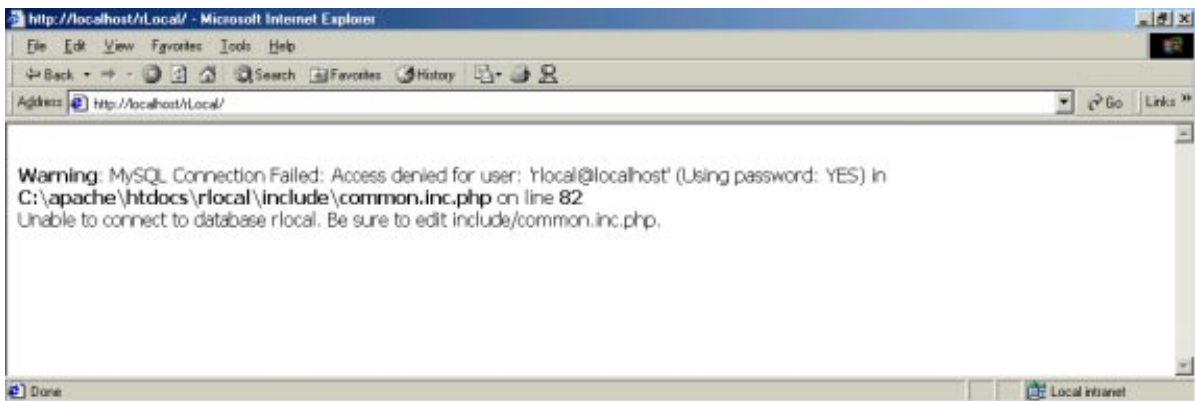 http://localhost/rLocal/ - Microsoft Internet Explorer
File Edit View Favorites Tools Help
Back Search Favorites History
Address http://localhost/rLocal/ Go Links »
Warning: MySQL Connection Failed: Access denied for user: 'rlocal@localhost' (Using password: YES) in
C:\apache\htdocs\rlocal\include\common.inc.php on line 82
Unable to connect to database rlocal. Be sure to edit include/common.inc.php.
Done Local intranet